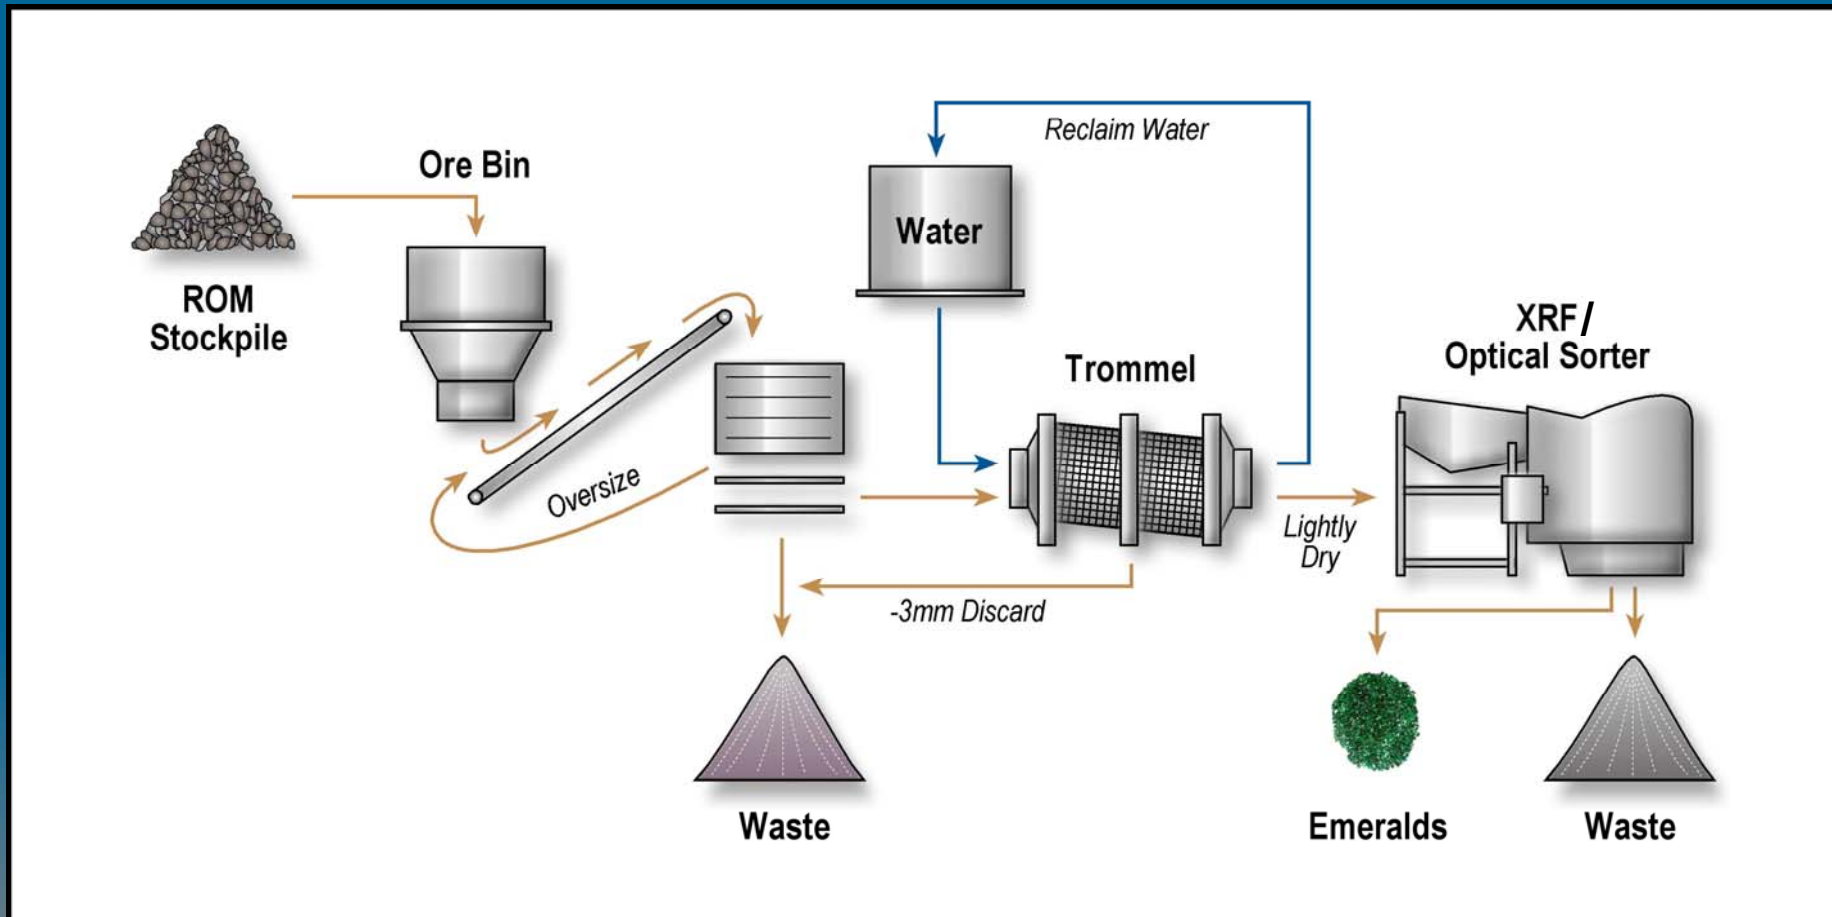 Reclaim Water
Ore Bin
Water
ROM
Stockpile
XRF/
Optical Sorter
Trommel
Oversize
Lightly
Dry
-3mm Discard
Waste
Emeralds
Waste